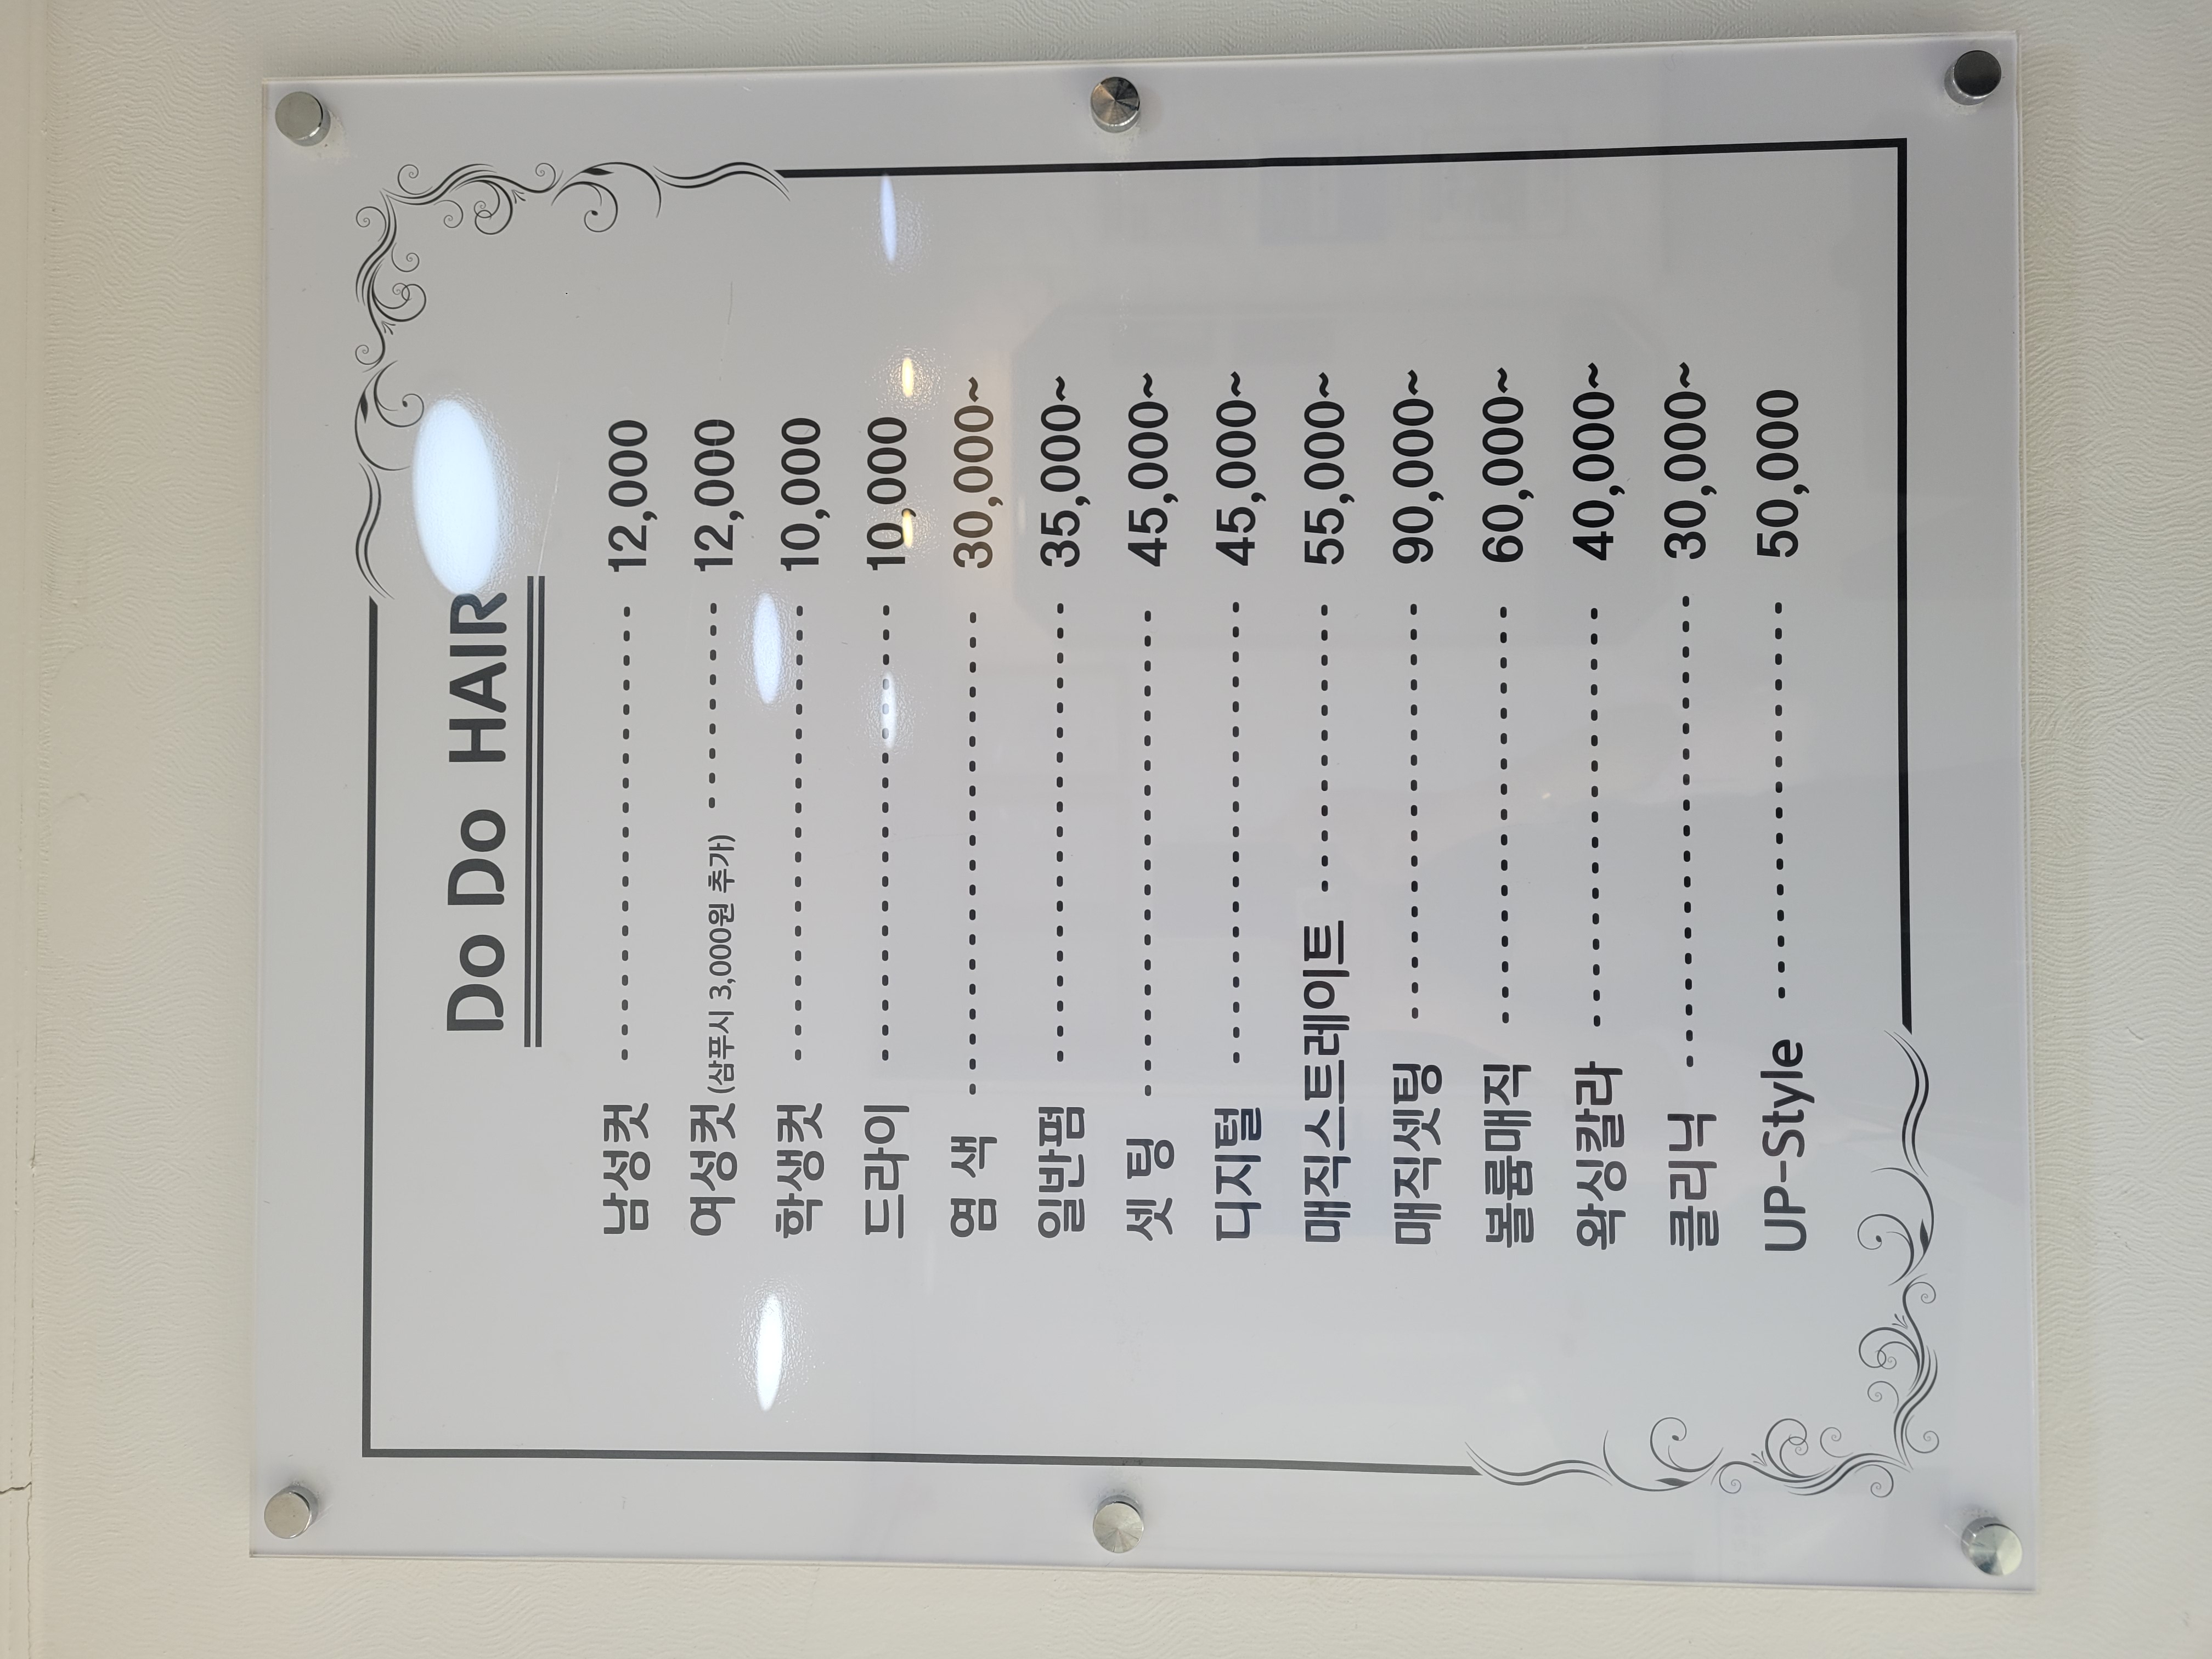 Do Do HAIR
남성컷 ------------------- 12,000
여성컷(샴푸시 3,000원 추가) --------- 12,000
학생컷 ------------------- 10,000
드라이 ------------------- 10,000
염 색 -------------------- 30,000~
일반펌 ------------------- 35,000~
셋 팅 -------------------- 45,000~
디지털 ------------------- 45,000~
매직스트레이트 ------------ 55,000~
매직셋팅 ----------------- 90,000~
볼륨매직 ----------------- 60,000~
왁싱칼라 ----------------- 40,000~
클리닉 ------------------- 30,000~
UP-Style ---------------- 50,000